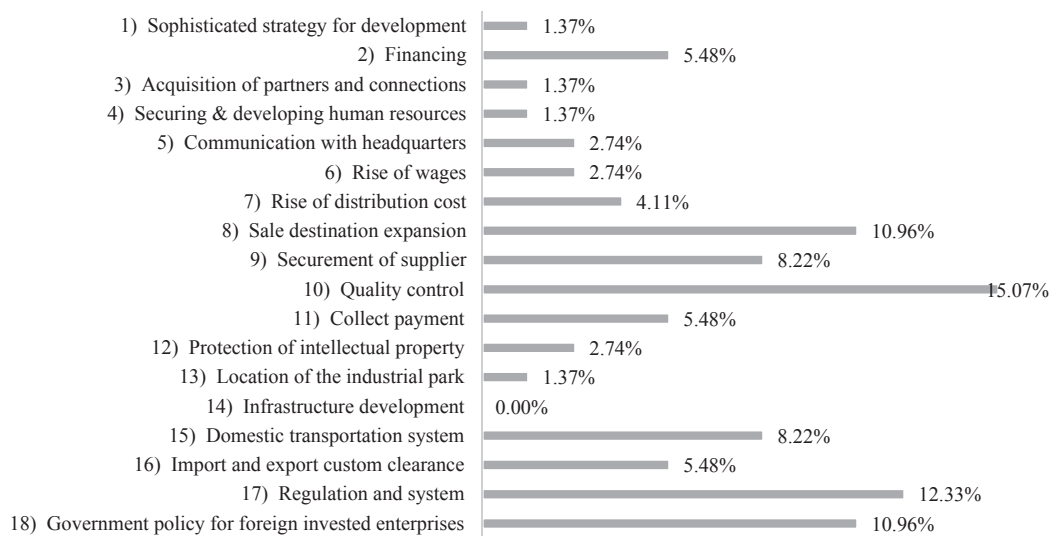 1) Sophisticated strategy for development 1.37%
2) Financing 5.48%
3) Acquisition of partners and connections 1.37%
4) Securing & developing human resources 1.37%
5) Communication with headquarters 2.74%
6) Rise of wages 2.74%
7) Rise of distribution cost 4.11%
8) Sale destination expansion 10.96%
9) Securement of supplier 8.22%
10) Quality control 15.07%
11) Collect payment 5.48%
12) Protection of intellectual property 2.74%
13) Location of the industrial park 1.37%
14) Infrastructure development 0.00%
15) Domestic transportation system 8.22%
16) Import and export custom clearance 5.48%
17) Regulation and system 12.33%
18) Government policy for foreign invested enterprises 10.96%